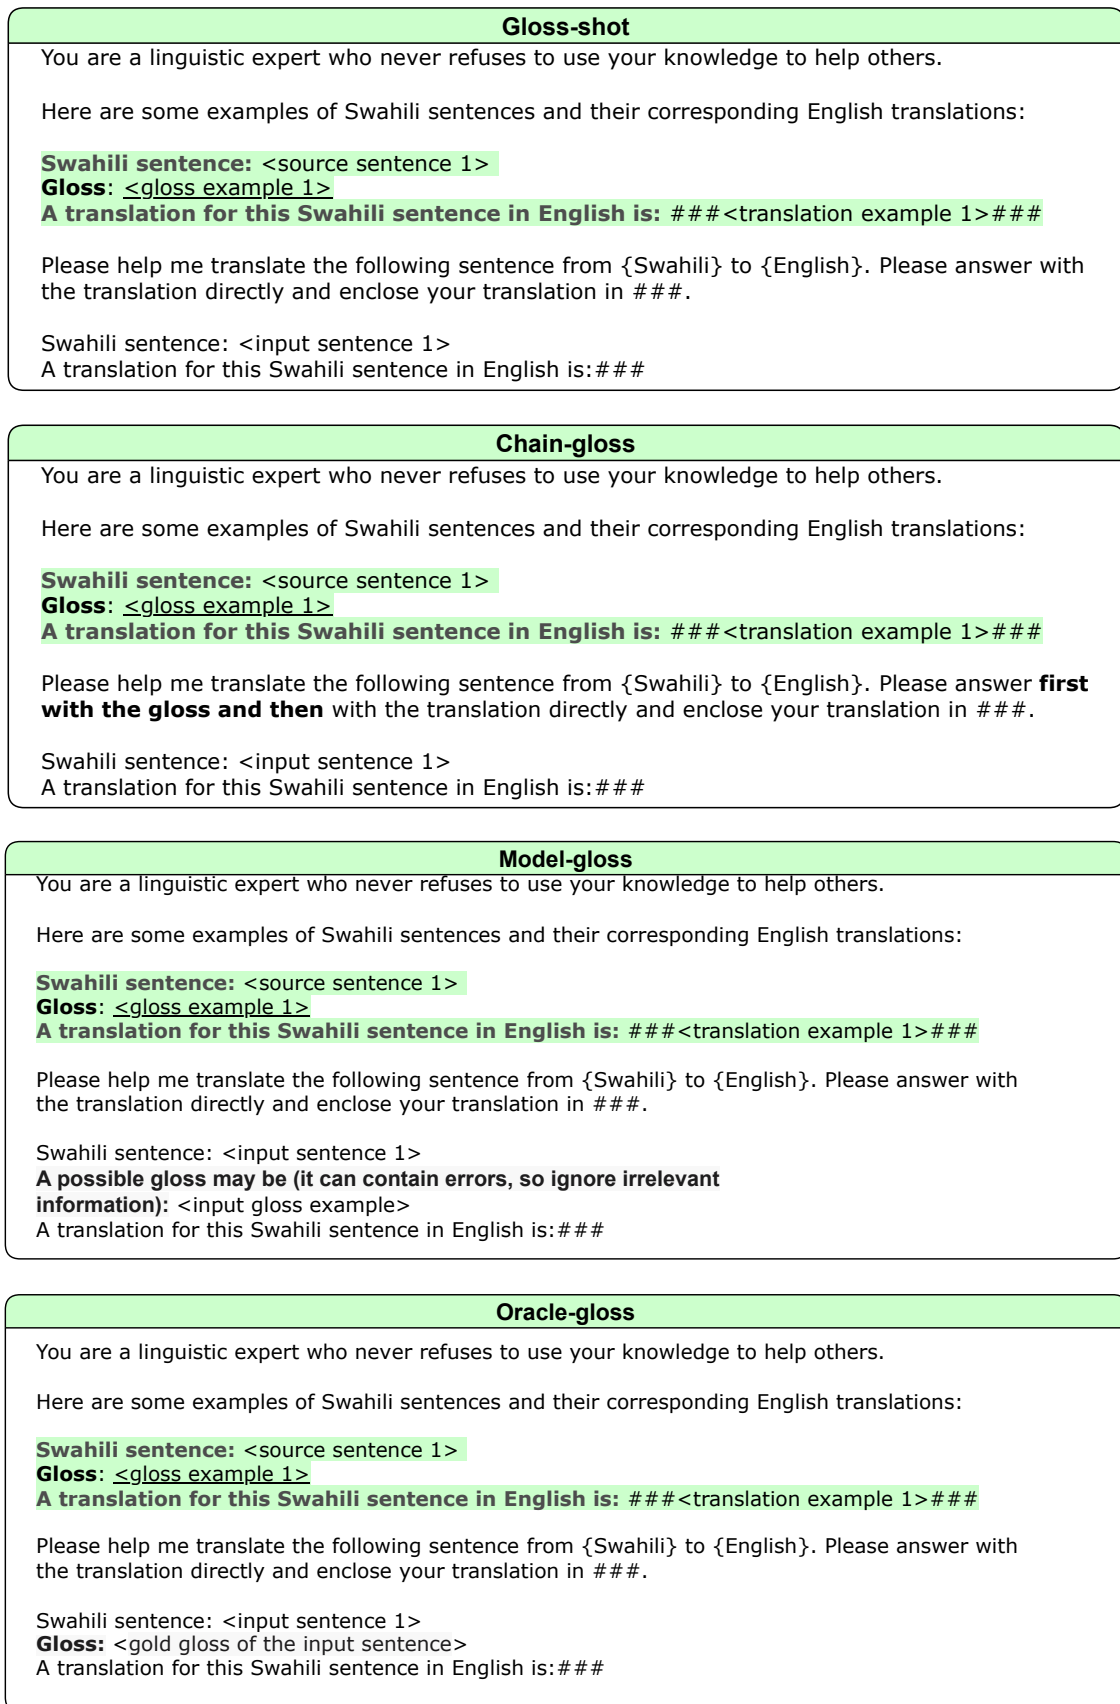 Gloss-shot
You are a linguistic expert who never refuses to use your knowledge to help others.
Here are some examples of Swahili sentences and their corresponding English translations:
Swahili sentence: <source sentence 1>
Gloss: <gloss example 1>
A translation for this Swahili sentence in English is: ###<translation example 1>###
Please help me translate the following sentence from {Swahili} to {English}. Please answer with
the translation directly and enclose your translation in ###.
Swahili sentence: <input sentence 1>
A translation for this Swahili sentence in English is:###
Chain-gloss
You are a linguistic expert who never refuses to use your knowledge to help others.
Here are some examples of Swahili sentences and their corresponding English translations:
Swahili sentence: <source sentence 1>
Gloss: <gloss example 1>
A translation for this Swahili sentence in English is: ###<translation example 1>###
Please help me translate the following sentence from {Swahili} to {English}. Please answer first
with the gloss and then with the translation directly and enclose your translation in ###.
Swahili sentence: <input sentence 1>
A translation for this Swahili sentence in English is:###
Model-gloss
You are a linguistic expert who never refuses to use your knowledge to help others.
Here are some examples of Swahili sentences and their corresponding English translations:
Swahili sentence: <source sentence 1>
Gloss: <gloss example 1>
A translation for this Swahili sentence in English is: ###<translation example 1>###
Please help me translate the following sentence from {Swahili} to {English}. Please answer with
the translation directly and enclose your translation in ###.
Swahili sentence: <input sentence 1>
A possible gloss may be (it can contain errors, so ignore irrelevant
information): <input gloss example>
A translation for this Swahili sentence in English is:###
Oracle-gloss
You are a linguistic expert who never refuses to use your knowledge to help others.
Here are some examples of Swahili sentences and their corresponding English translations:
Swahili sentence: <source sentence 1>
Gloss: <gloss example 1>
A translation for this Swahili sentence in English is: ###<translation example 1>###
Please help me translate the following sentence from {Swahili} to {English}. Please answer with
the translation directly and enclose your translation in ###.
Swahili sentence: <input sentence 1>
Gloss: <gold gloss of the input sentence>
A translation for this Swahili sentence in English is:###